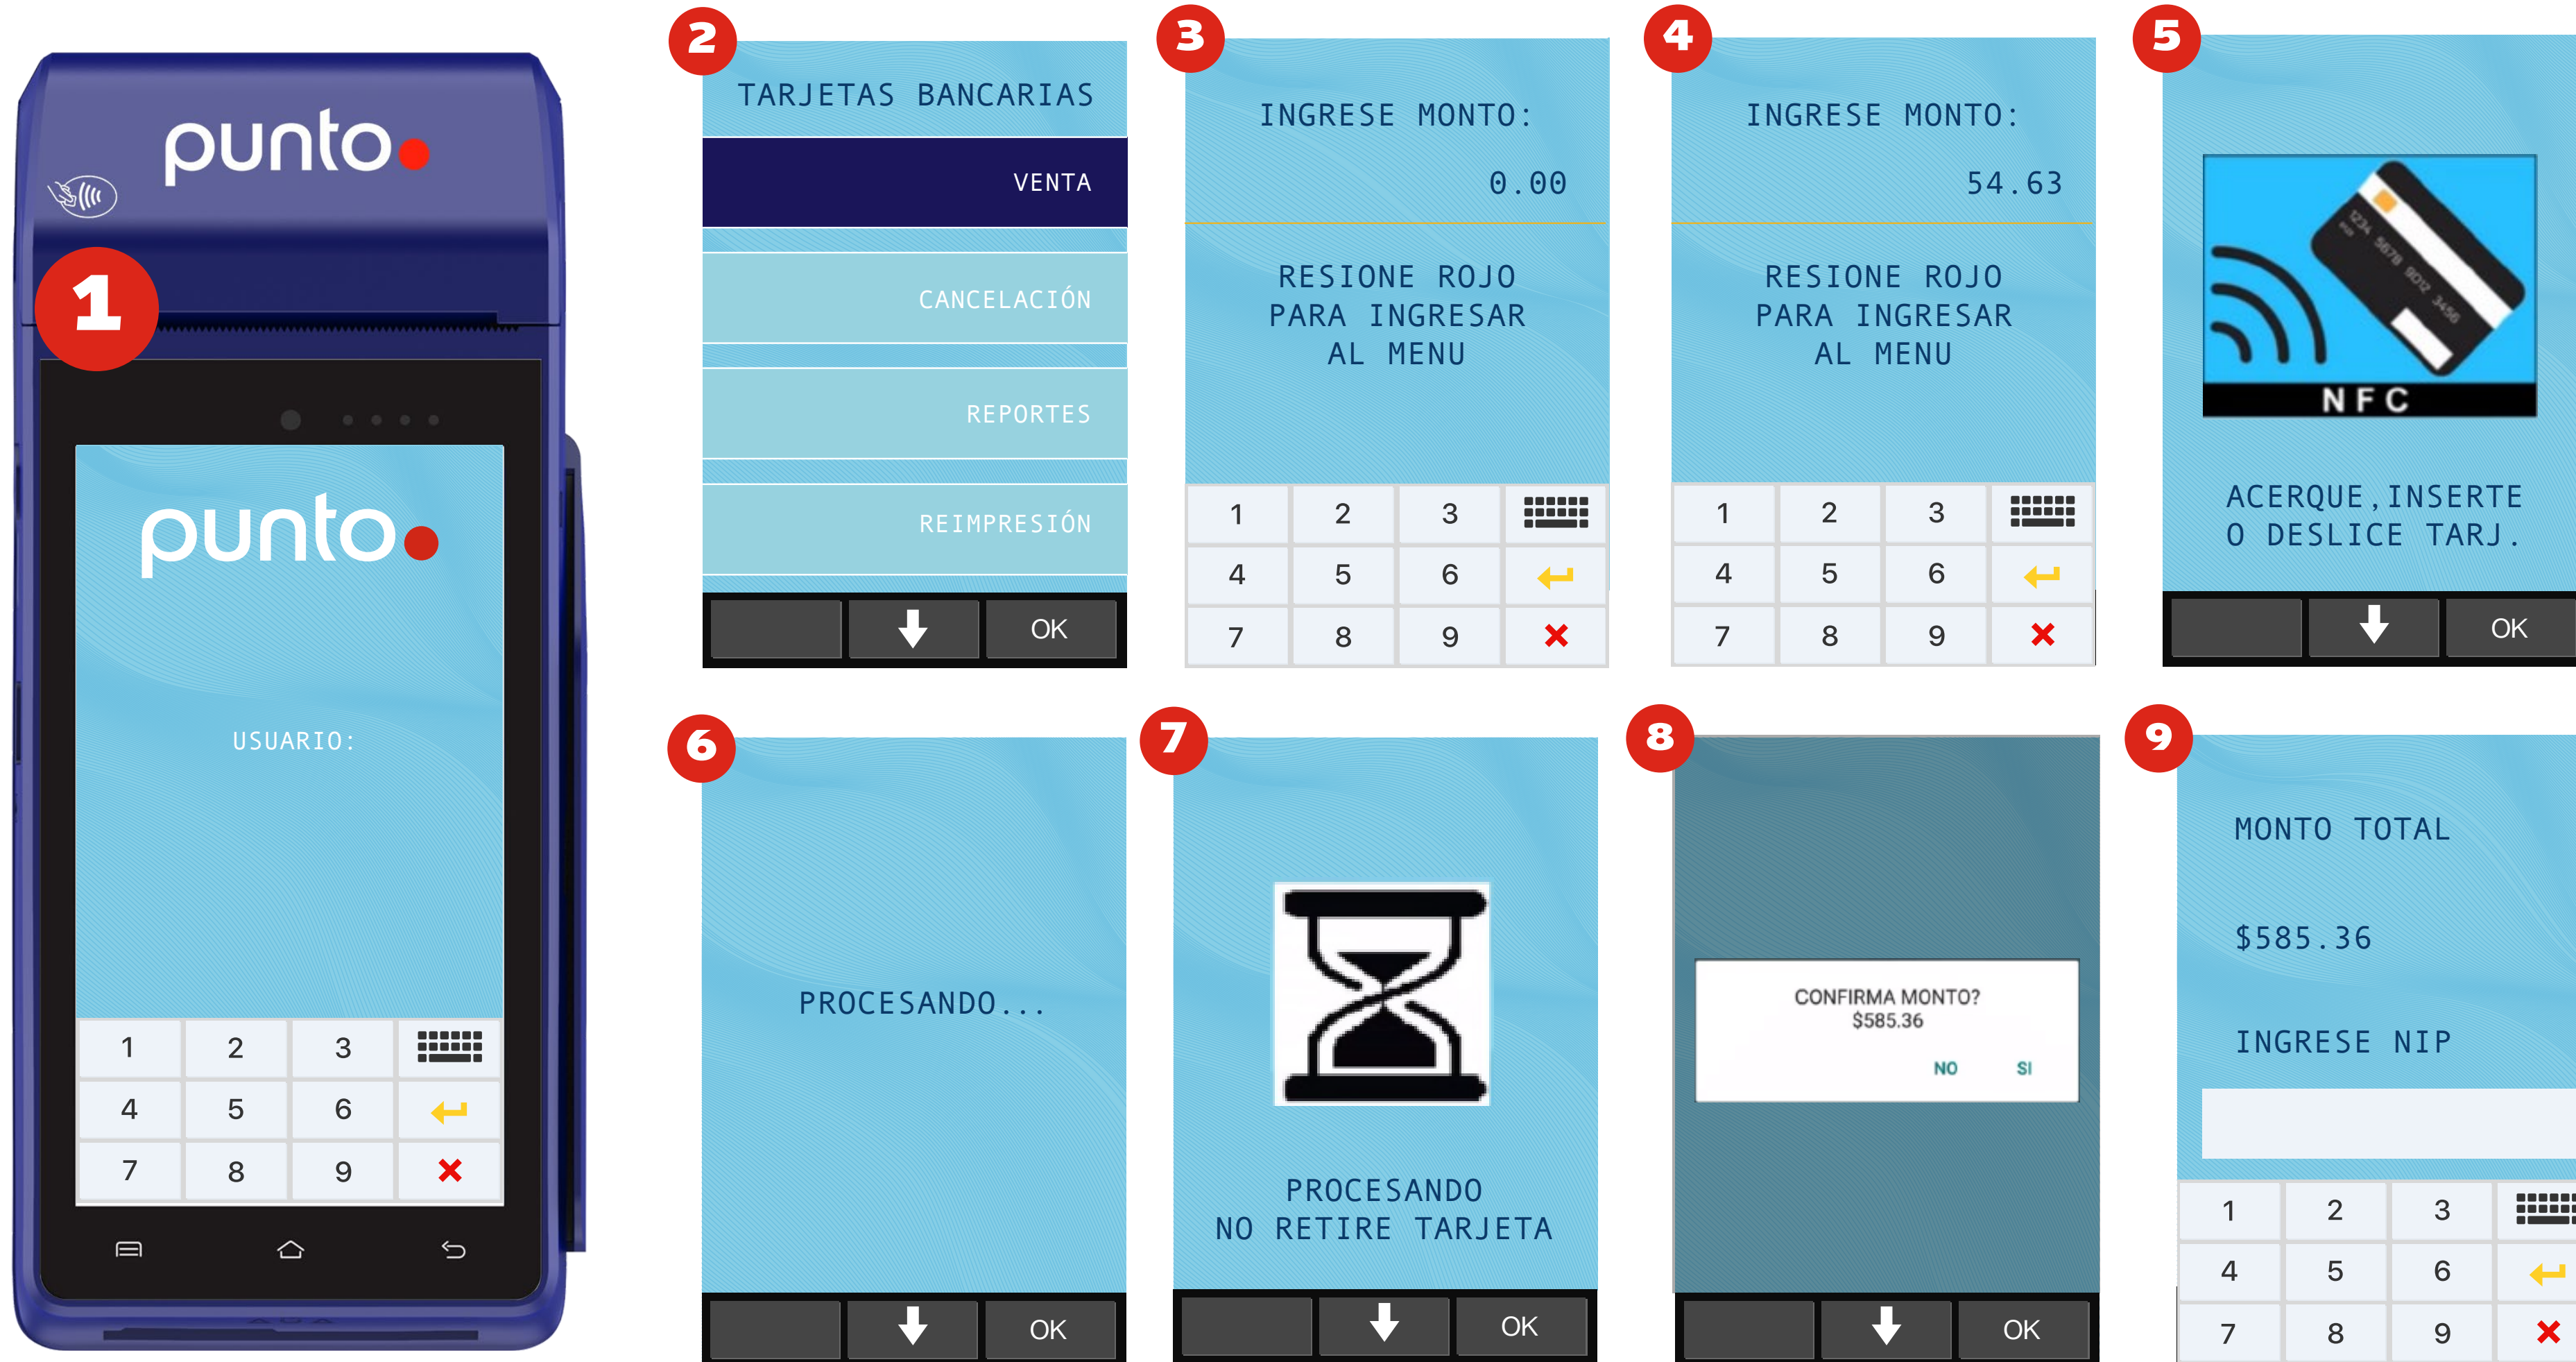 punto.
1
punto.
USUARIO:
1 2 3
4 5 6
7 8 9
2
TARJETAS BANCARIAS
VENTA
CANCELACIÓN
REPORTES
REIMPRESIÓN
OK
3
INGRESE MONTO:
0.00
RESIONE ROJO
PARA INGRESAR
AL MENU
1 2 3
4 5 6
7 8 9
4
INGRESE MONTO:
54.63
RESIONE ROJO
PARA INGRESAR
AL MENU
1 2 3
4 5 6
7 8 9
5
1234 5678 9012 3456
NFC
ACERQUE,INSERTE
O DESLICE TARJ.
OK
6
PROCESANDO...
OK
7
PROCESANDO
NO RETIRE TARJETA
OK
8
CONFIRMA MONTO?
$585.36
NO SI
OK
9
MONTO TOTAL
$585.36
INGRESE NIP
1 2 3
4 5 6
7 8 9